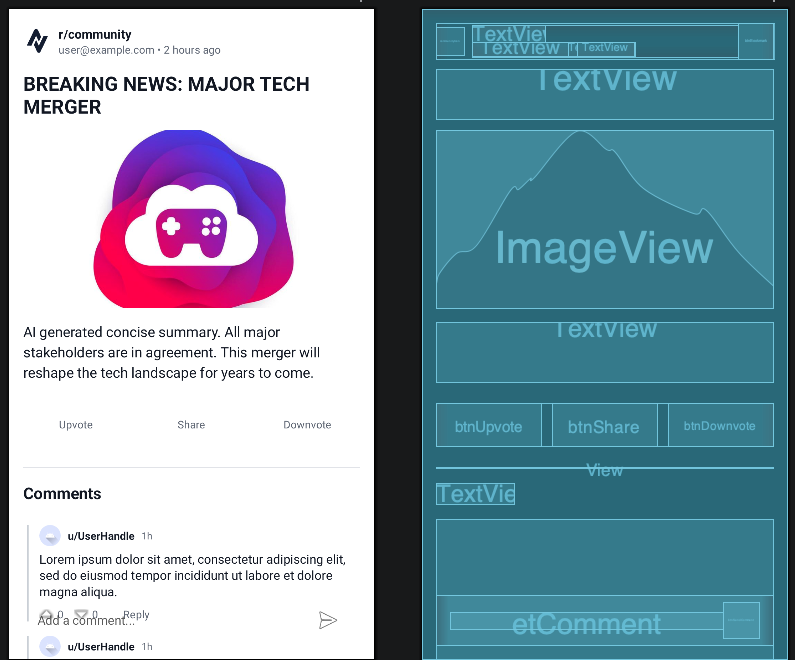 r/community
user@example.com • 2 hours ago
BREAKING NEWS: MAJOR TECH
MERGER
AI generated concise summary. All major
stakeholders are in agreement. This merger will
reshape the tech landscape for years to come.
Upvote Share Downvote
Comments
u/UserHandle 1h
Lorem ipsum dolor sit amet, consectetur adipiscing elit,
sed do eiusmod tempor incididunt ut labore et dolore
magna aliqua.
0 0 Reply
Add a comment...
u/UserHandle 1h
TextView
TextView TextView
TextView
ImageView
TextView
btnUpvote btnShare btnDownvote
View
TextVie
etComment